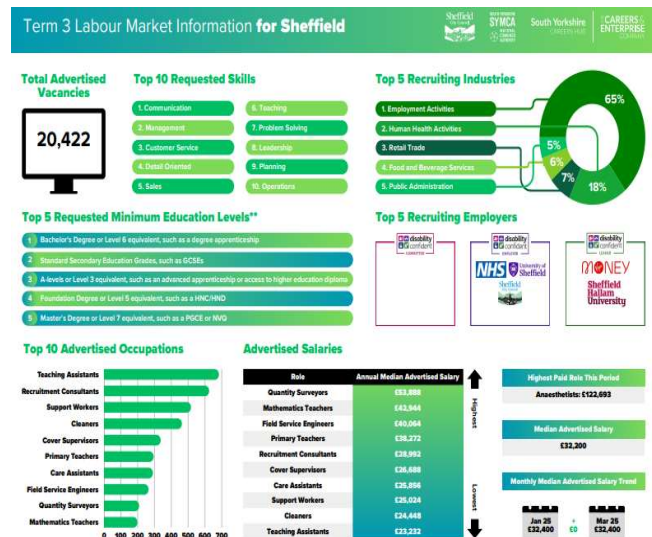 Term 3 Labour Market Information for Sheffield
Sheffield
City Council
SOUTH YORKSHIRE
SYMCA
MAYORAL
COMBINED
AUTHORITY
South Yorkshire
CAREERS HUB
THE CAREERS &
ENTERPRISE
COMPANY
Total Advertised
Vacancies
20,422
Top 10 Requested Skills
1. Communication
2. Management
3. Customer Service
4. Detail Oriented
5. Sales
6. Teaching
7. Problem Solving
8. Leadership
9. Planning
10. Operations
Top 5 Recruiting Industries
1. Employment Activities
2. Human Health Activities
3. Retail Trade
4. Food and Beverage Services
5. Public Administration
65%
5%
6%
7%
18%
Top 5 Requested Minimum Education Levels**
1 Bachelor's Degree or Level 6 equivalent, such as a degree apprenticeship
2 Standard Secondary Education Grades, such as GCSEs
3 A-levels or Level 3 equivalent, such as an advanced apprenticeship or access to higher education diploma
4 Foundation Degree or Level 5 equivalent, such as a HNC/HND
5 Master's Degree or Level 7 equivalent, such as a PGCE or NVQ
Top 5 Recruiting Employers
disability
confident
COMMITTED
disability
confident
EMPLOYER
NHS
University of
Sheffield
Sheffield
City Council
disability
confident
LEADER
MONEY
Sheffield
Hallam
University
Top 10 Advertised Occupations
Teaching Assistants
Recruitment Consultants
Support Workers
Cleaners
Cover Supervisors
Primary Teachers
Care Assistants
Field Service Engineers
Quantity Surveyors
Mathematics Teachers
0 100 200 300 400 500 600 700
Advertised Salaries
Role Annual Median Advertised Salary
Quantity Surveyors £53,888
Mathematics Teachers £43,544
Field Service Engineers £40,064
Primary Teachers £38,272
Recruitment Consultants £28,992
Cover Supervisors £26,688
Care Assistants £25,856
Support Workers £25,024
Cleaners £24,448
Teaching Assistants £23,232
Highest
Lowest
Highest Paid Role This Period
Anaesthetists: £122,693
Median Advertised Salary
£32,200
Monthly Median Advertised Salary Trend
Jan 25
£32,400
+
£0
Mar 25
£32,400